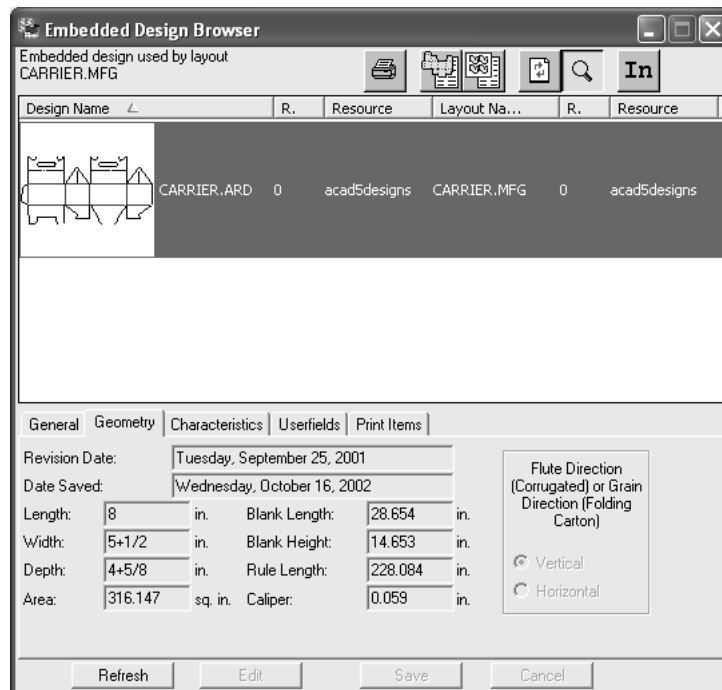 Embedded Design Browser
Embedded design used by layout
CARRIER.MFG
In
Design Name R. Resource Layout Na... R. Resource
CARRIER.ARD 0 acad5designs CARRIER.MFG 0 acad5designs
General Geometry Characteristics Userfields Print Items
Revision Date: Tuesday, September 25, 2001
Date Saved: Wednesday, October 16, 2002
Length: 8 in. Blank Length: 28.654 in.
Width: 5+1/2 in. Blank Height: 14.653 in.
Depth: 4+5/8 in. Rule Length: 228.084 in.
Area: 316.147 sq. in. Caliper: 0.059 in.
Flute Direction
(Corrugated) or Grain
Direction (Folding
Carton)
Vertical
Horizontal
Refresh Edit Save Cancel